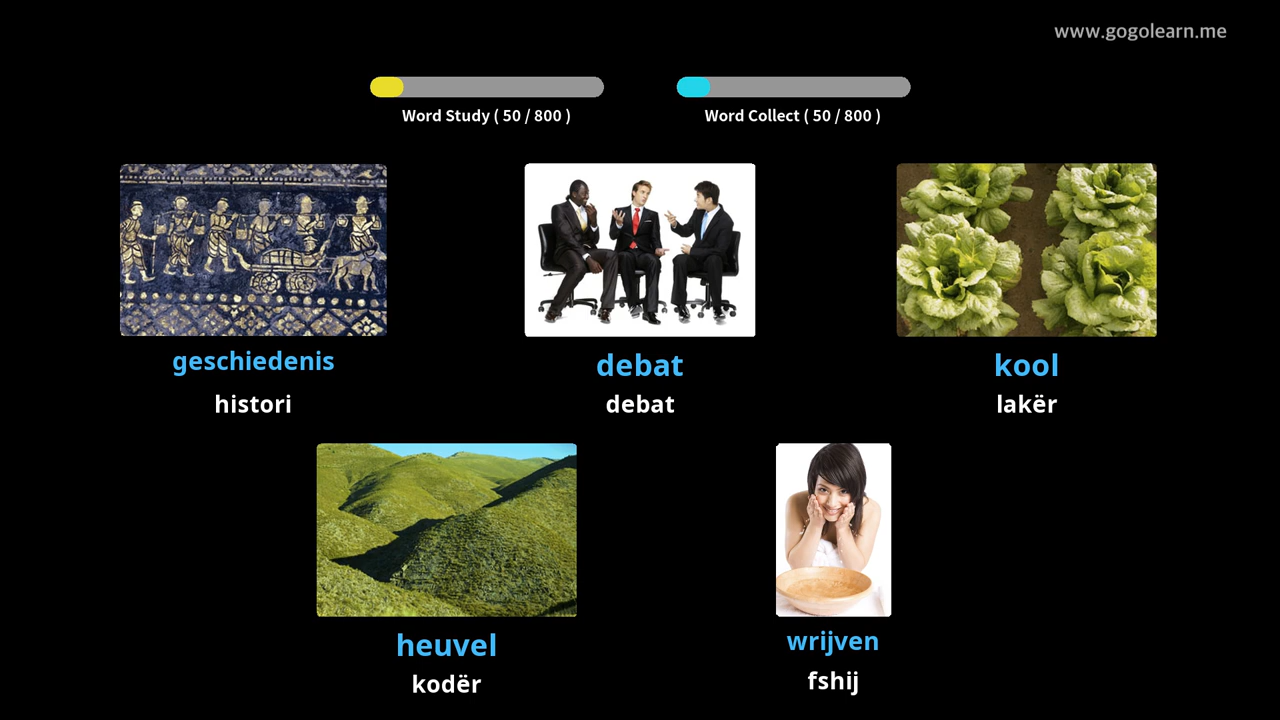 www.gogolearn.me
Word Study ( 50 / 800 )
Word Collect ( 50 / 800 )
geschiedenis
histori
debat
debat
kool
lakër
heuvel
kodër
wrijven
fshij